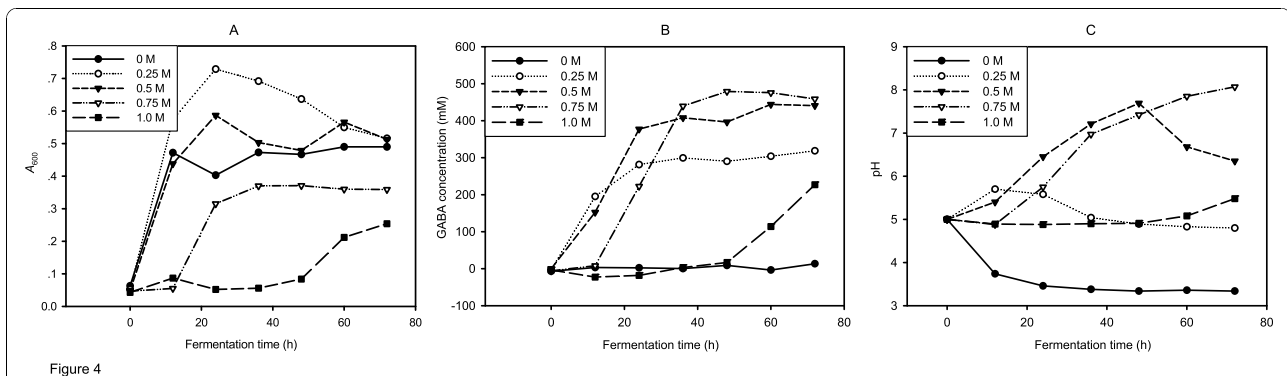 A
.8
.7
.6
.5
.4
.3
.2
.1
0.0
A600
0 M
0.25 M
0.5 M
0.75 M
1.0 M
0 20 40 60 80
Fermentation time (h)
B
600
500
400
300
200
100
0
-100
GABA concentration (mM)
0 M
0.25 M
0.5 M
0.75 M
1.0 M
0 20 40 60 80
Fermentation time (h)
C
9
8
7
6
5
4
3
pH
0 M
0.25 M
0.5 M
0.75 M
1.0 M
0 20 40 60 80
Fermentation time (h)
Figure 4